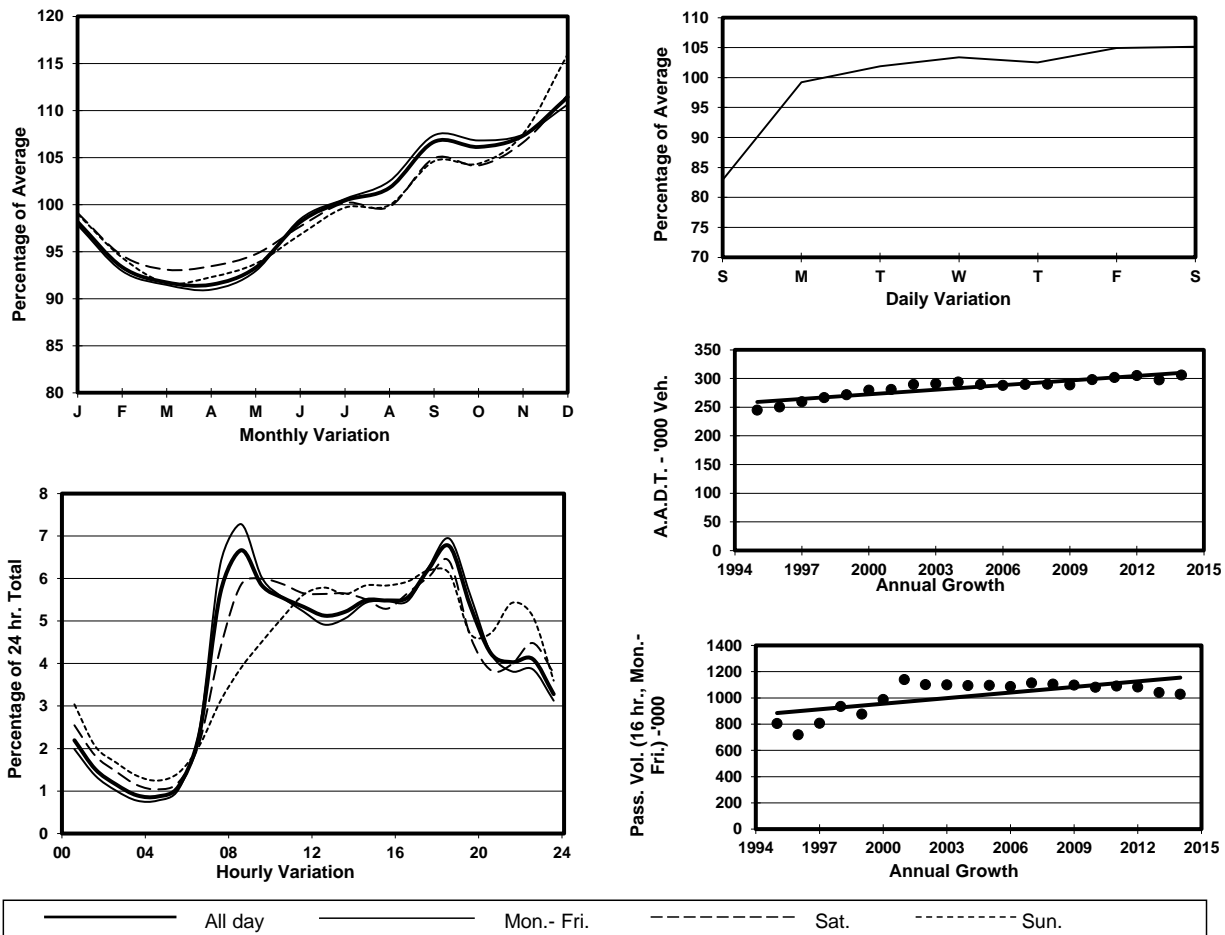 120
115
110
105
100
95
90
85
80
Percentage of Average
J F M A M J J A S O N D
Monthly Variation
110
105
100
95
90
85
80
75
70
Percentage of Average
S M T W T F S
Daily Variation
350
300
250
200
150
100
50
0
A.A.D.T. - '000 Veh.
1994 1997 2000 2003 2006 2009 2012 2015
Annual Growth
8
7
6
5
4
3
2
1
0
Percentage of 24 hr. Total
00 04 08 12 16 20 24
Hourly Variation
1400
1200
1000
800
600
400
200
0
Pass. Vol. (16 hr., Mon.-
Fri.) -'000
1994 1997 2000 2003 2006 2009 2012 2015
Annual Growth
All day Mon.- Fri. Sat. Sun.